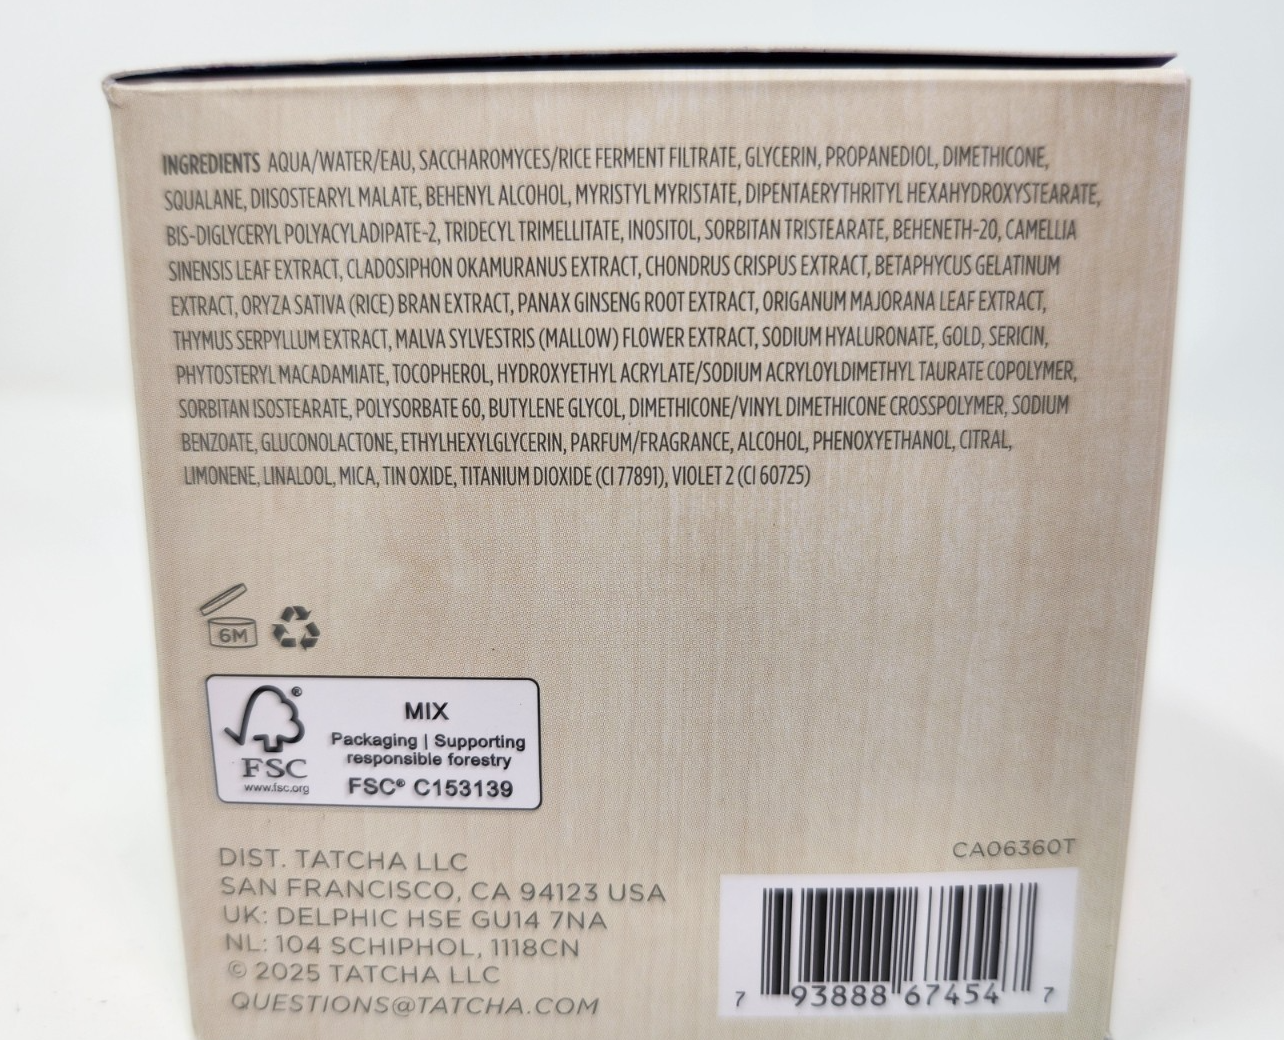 INGREDIENTS AQUA/WATER/EAU, SACCHAROMYCES/RICE FERMENT FILTRATE, GLYCERIN, PROPANEDIOL, DIMETHICONE,
SQUALANE, DIISOSTEARYL MALATE, BEHENYL ALCOHOL, MYRISTYL MYRISTATE, DIPENTAERYTHRITYL HEXAHYDROXYSTEARATE,
BIS-DIGLYCERYL POLYACYLADIPATE-2, TRIDECYL TRIMELLITATE, INOSITOL, SORBITAN TRISTEARATE, BEHENETH-20, CAMELLIA
SINENSIS LEAF EXTRACT, CLADOSIPHON OKAMURANUS EXTRACT, CHONDRUS CRISPUS EXTRACT, BETAPHYCUS GELATINUM
EXTRACT, ORYZA SATIVA (RICE) BRAN EXTRACT, PANAX GINSENG ROOT EXTRACT, ORIGANUM MAJORANA LEAF EXTRACT,
THYMUS SERPYLLUM EXTRACT, MALVA SYLVESTRIS (MALLOW) FLOWER EXTRACT, SODIUM HYALURONATE, GOLD, SERICIN,
PHYTOSTERYL MACADAMIATE, TOCOPHEROL, HYDROXYETHYL ACRYLATE/SODIUM ACRYLOYLDIMETHYL TAURATE COPOLYMER,
SORBITAN ISOSTEARATE, POLYSORBATE 60, BUTYLENE GLYCOL, DIMETHICONE/VINYL DIMETHICONE CROSSPOLYMER, SODIUM
BENZOATE, GLUCONOLACTONE, ETHYLHEXYLGLYCERIN, PARFUM/FRAGRANCE, ALCOHOL, PHENOXYETHANOL, CITRAL,
LIMONENE, LINALOOL, MICA, TIN OXIDE, TITANIUM DIOXIDE (CI 77891), VIOLET 2 (CI 60725)
6M
FSC®
www.fsc.org
MIX
Packaging | Supporting
responsible forestry
FSC® C153139
DIST. TATCHA LLC
SAN FRANCISCO, CA 94123 USA
UK: DELPHIC HSE GU14 7NA
NL: 104 SCHIPHOL, 1118CN
© 2025 TATCHA LLC
QUESTIONS@TATCHA.COM
CA06360T
7 93888 67454 7